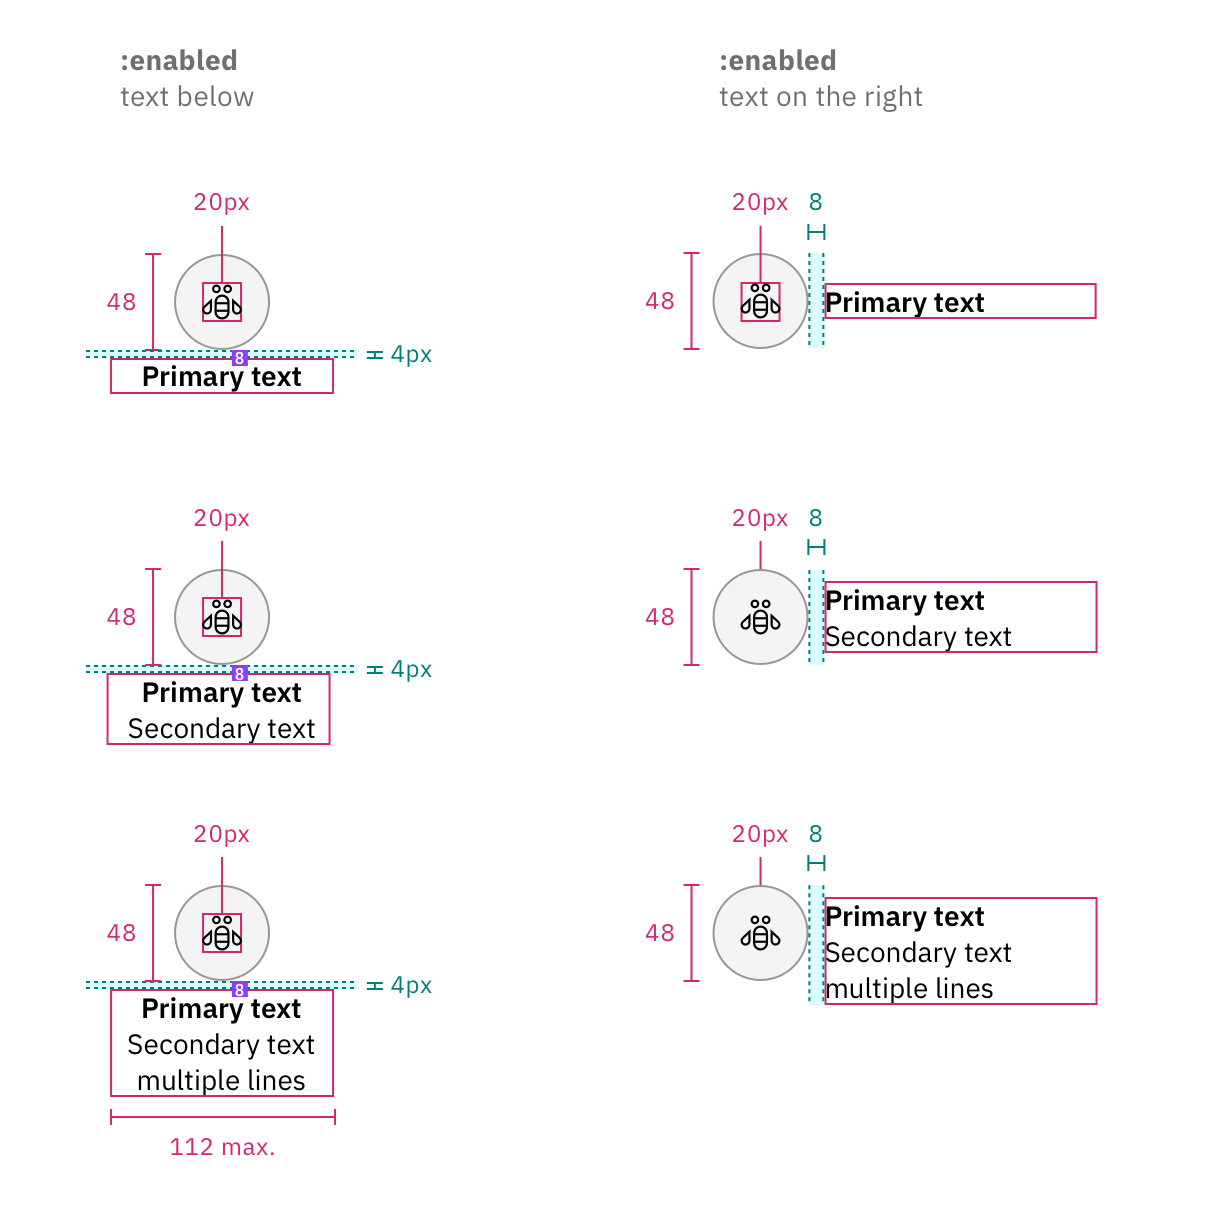 :enabled
text below
:enabled
text on the right
20px
48
8
4px
Primary text
20px
8
48
Primary text
20px
48
8
4px
Primary text
Secondary text
20px
8
48
Primary text
Secondary text
20px
48
8
4px
Primary text
Secondary text
multiple lines
112 max.
20px
8
48
Primary text
Secondary text
multiple lines